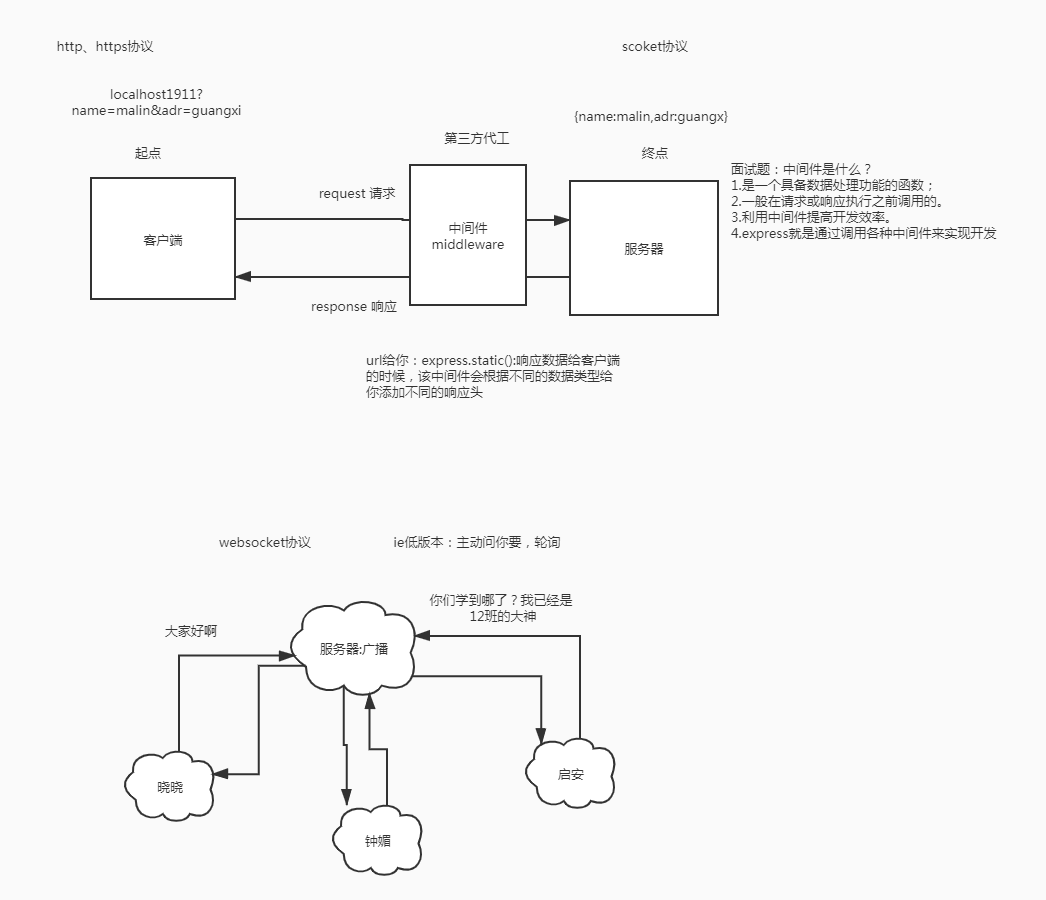 http、https协议
scoket协议
localhost1911?
name=malin&adr=guangxi
{name:malin,adr:guangx}
第三方代工
起点
终点
request 请求
客户端
中间件
middleware
服务器
面试题：中间件是什么？
1.是一个具备数据处理功能的函数；
2.一般在请求或响应执行之前调用的。
3.利用中间件提高开发效率。
4.express就是通过调用各种中间件来实现开发
response 响应
url给你：express.static():响应数据给客户端
的时候，该中间件会根据不同的数据类型给
你添加不同的响应头
websocket协议
ie低版本：主动问你要，轮询
你们学到哪了？我已经是
12班的大神
大家好啊
服务器:广播
晓晓
启安
钟媚